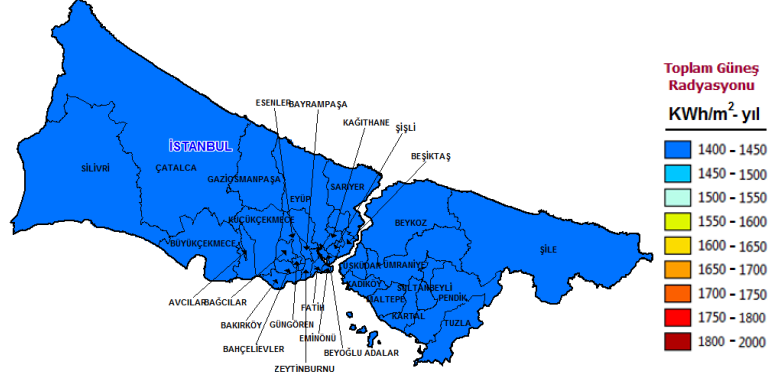 ESENLER
BAYRAMPAŞA
KAĞITHANE
ŞİŞLİ
BEŞİKTAŞ
İSTANBUL
SİLİVRİ
ÇATALCA
GAZİOSMANPAŞA
EYÜP
SARIYER
KÜÇÜKÇEKMECE
BÜYÜKÇEKMECE
BEYKOZ
ŞİLE
ÜSKÜDAR
ÜMRANİYE
KADIKÖY
SULTANBEYLİ
MALTEPE
PENDİK
KARTAL
TUZLA
AVCILAR
BAĞCILAR
FATİH
BAKIRKÖY
GÜNGÖREN
EMİNÖNÜ
BAHÇELİEVLER
BEYOĞLU
ADALAR
ZEYTİNBURNU
Toplam Güneş
Radyasyonu
KWh/m²- yıl
1400 - 1450
1450 - 1500
1500 - 1550
1550 - 1600
1600 - 1650
1650 - 1700
1700 - 1750
1750 - 1800
1800 - 2000